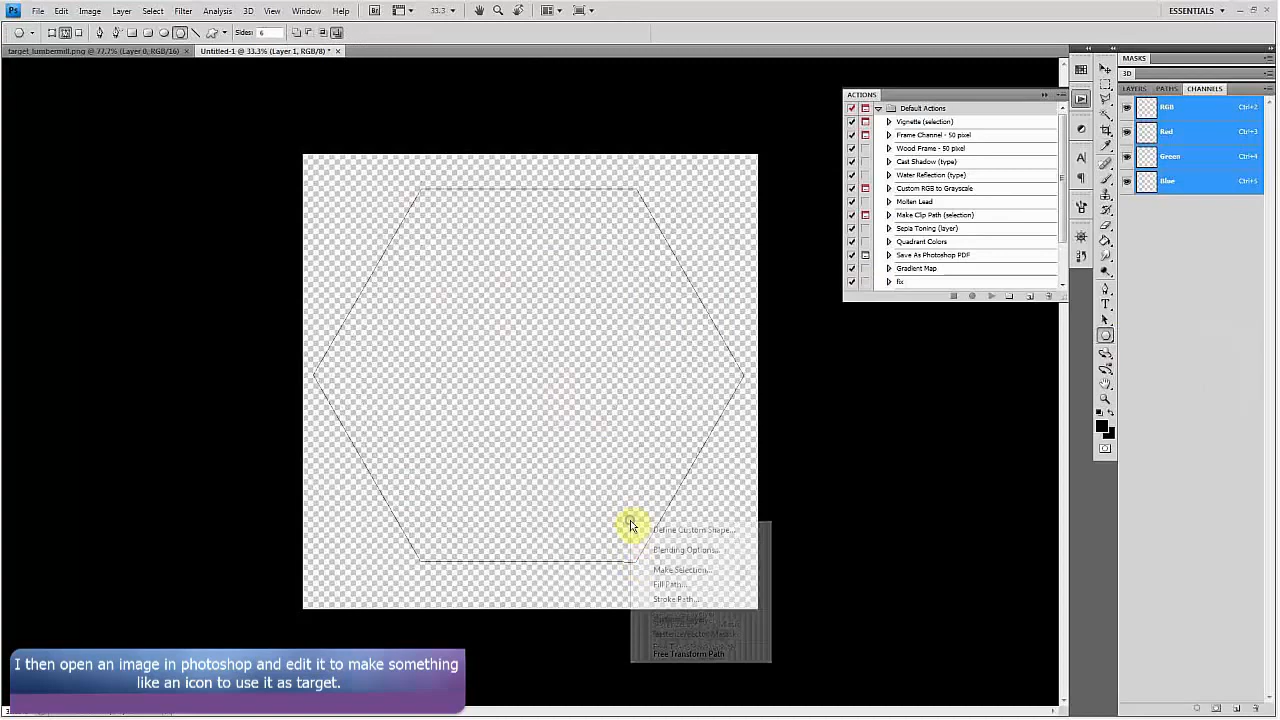 Ps File Edit Image Layer Select Filter Analysis 3D View Window Help Br 33.3 ESSENTIALS
Sides: 6
target_lumbermill.png @ 77.7% (Layer 0, RGB/16) × Untitled-1 @ 33.3% (Layer 1, RGB/8) * ×
MASKS
3D
LAYERS PATHS CHANNELS
RGB Ctrl+2
Red Ctrl+3
Green Ctrl+4
Blue Ctrl+5
ACTIONS
Default Actions
Vignette (selection)
Frame Channel - 50 pixel
Wood Frame - 50 pixel
Cast Shadow (type)
Water Reflection (type)
Custom RGB to Grayscale
Molten Lead
Make Clip Path (selection)
Sepia Toning (layer)
Quadrant Colors
Save As Photoshop PDF
Gradient Map
fix
Define Custom Shape...
Blending Options...
Make Selection...
Fill Path...
Stroke Path...
Free Transform Path
I then open an image in photoshop and edit it to make something
like an icon to use it as target.